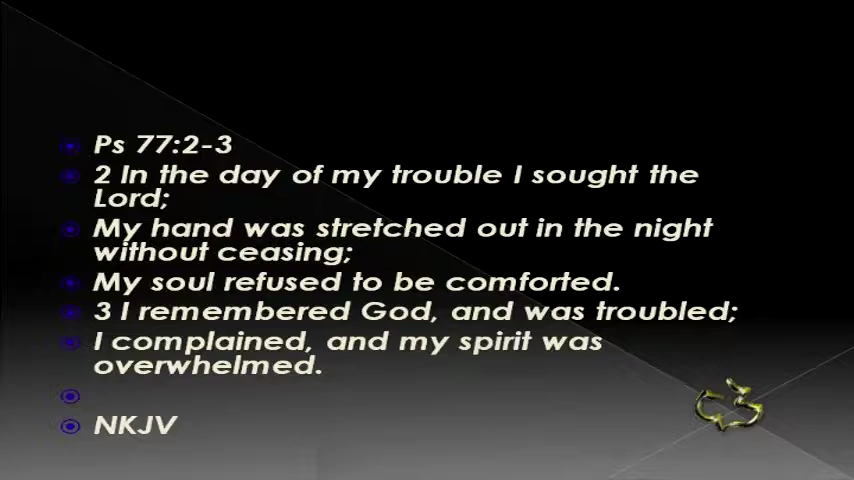 Ps 77:2-3
2 In the day of my trouble I sought the
Lord;
My hand was stretched out in the night
without ceasing;
My soul refused to be comforted.
3 I remembered God, and was troubled;
I complained, and my spirit was
overwhelmed.
NKJV